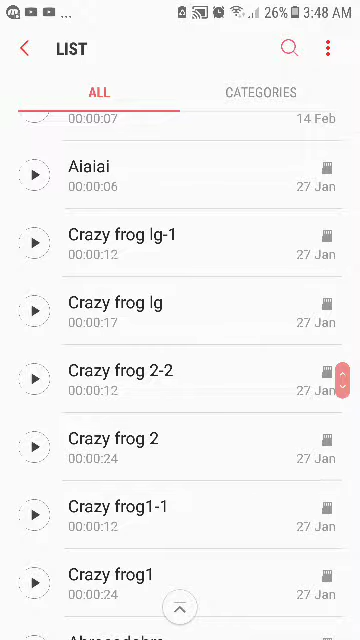 ... 26% 3:48 AM
LIST
ALL CATEGORIES
00:00:07 14 Feb
Aiaiai
00:00:06 27 Jan
Crazy frog lg-1
00:00:12 27 Jan
Crazy frog lg
00:00:17 27 Jan
Crazy frog 2-2
00:00:12 27 Jan
Crazy frog 2
00:00:24 27 Jan
Crazy frog1-1
00:00:12 27 Jan
Crazy frog1
00:00:24 27 Jan